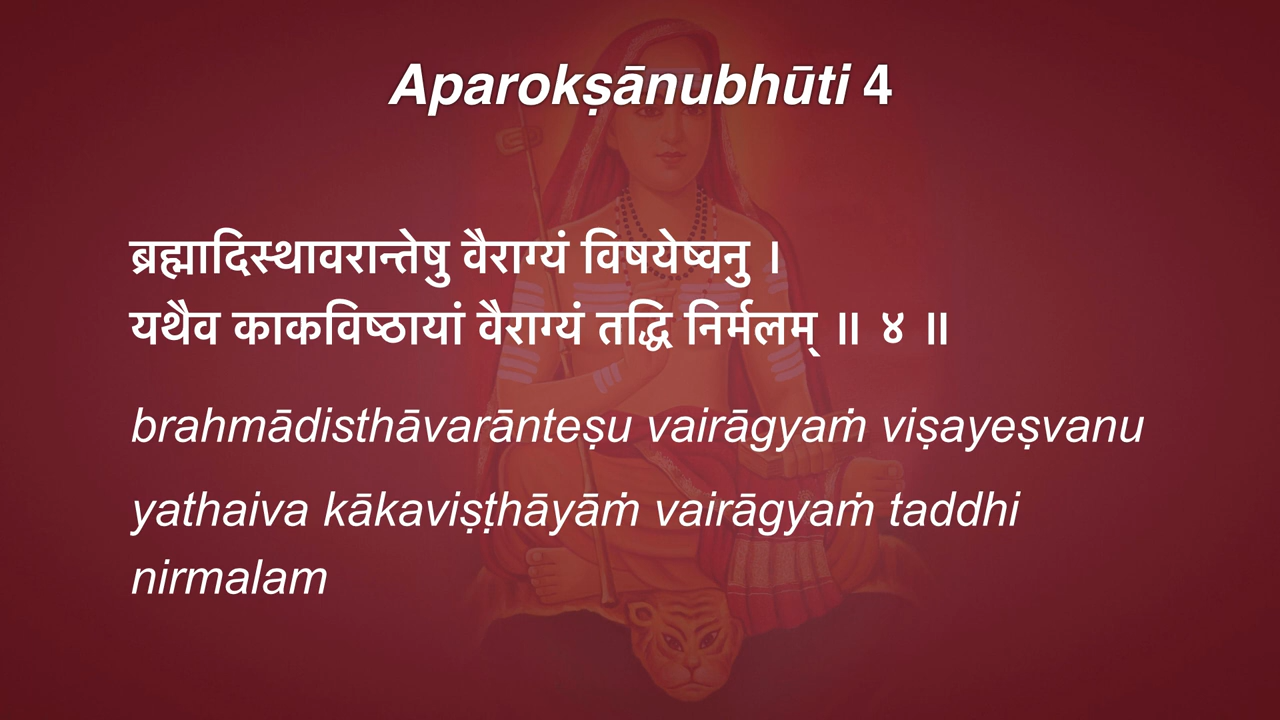 Aparokṣānubhūti 4
ब्रह्मादिस्थावरान्तेषु वैराग्यं विषयेष्वनु ।
यथैव काकविष्ठायां वैराग्यं तद्धि निर्मलम् ॥ ४ ॥
brahmādisthāvarānteṣu vairāgyaṁ viṣayeṣvanu
yathaiva kākaviṣṭhāyāṁ vairāgyaṁ taddhi
nirmalam